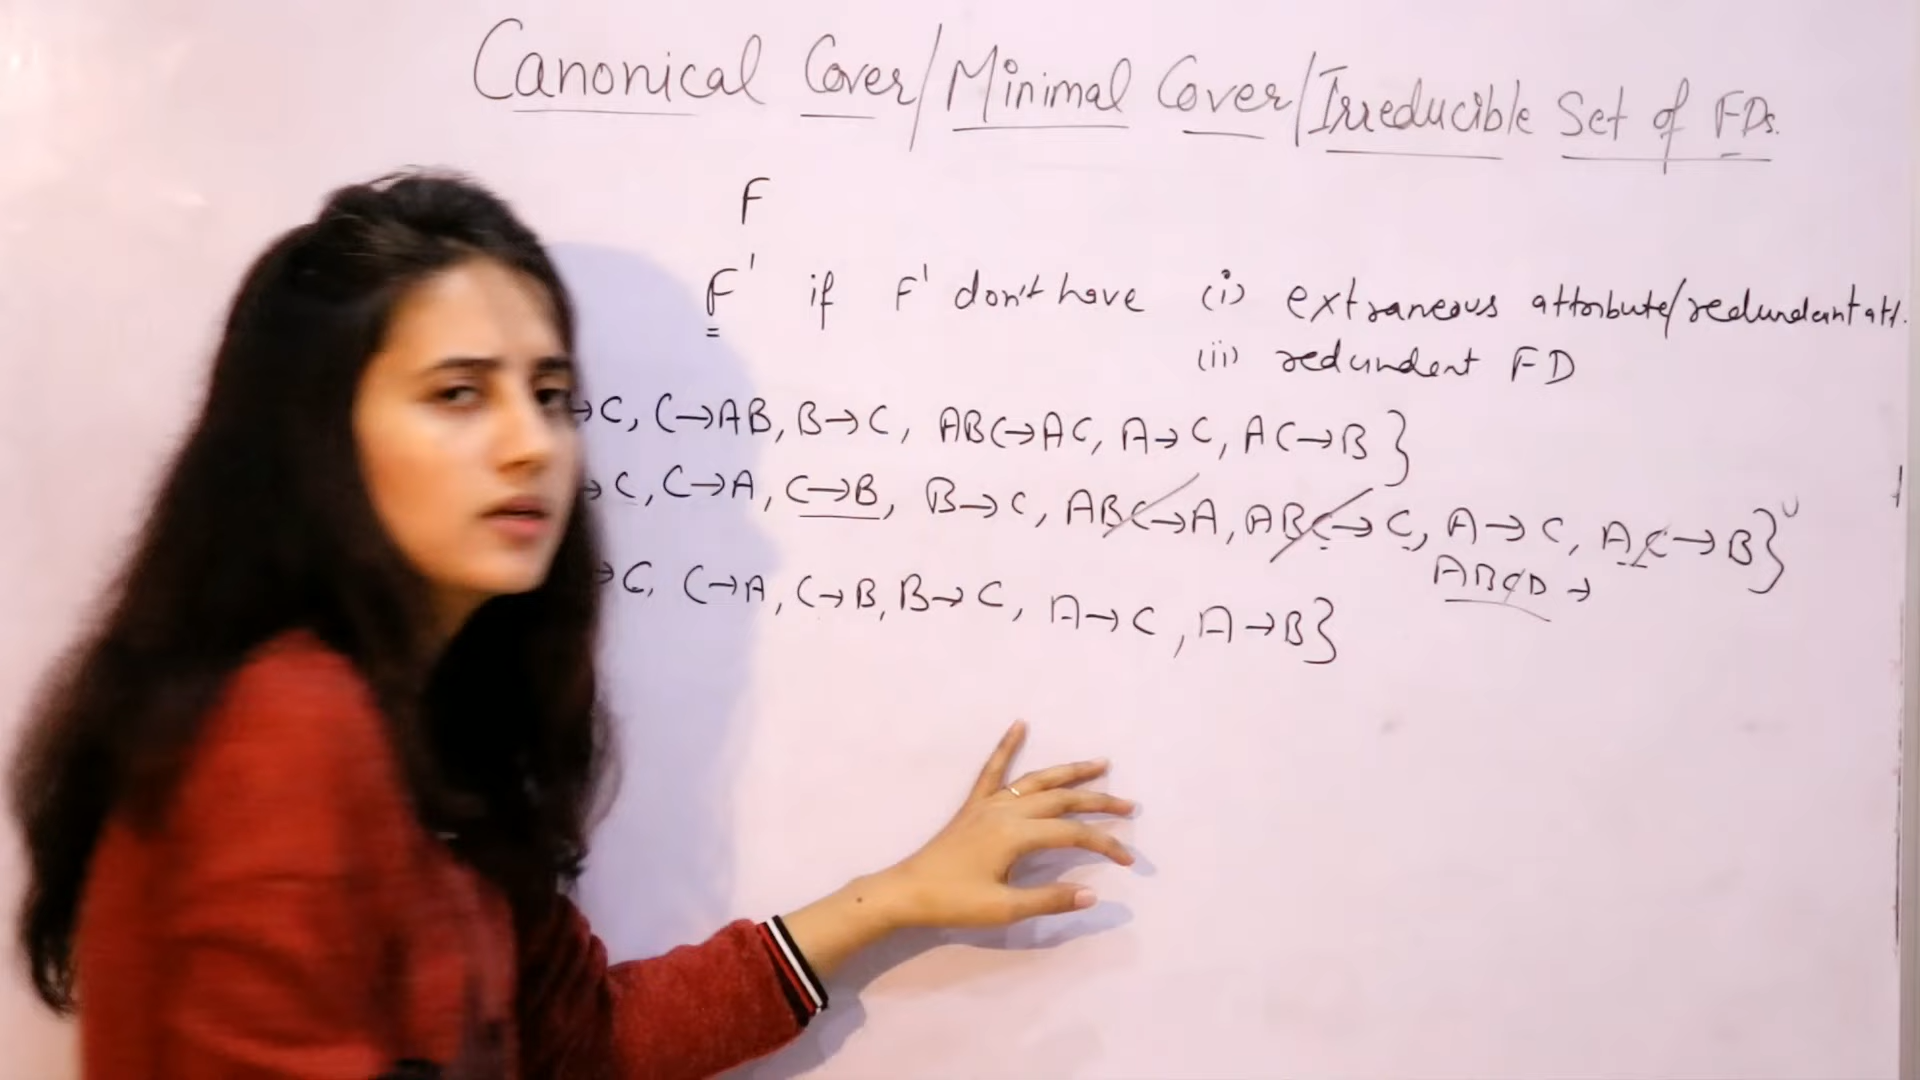 Canonical Cover/Minimal Cover/Irreducible Set of FDs.
F
F' if F' don't have (i) extraneous attribute/redundant att.
(ii) redundent FD
→C, C→AB, B→C, ABC→AC, A→C, AC→B}
→C, C→A, C→B, B→C, ABC→A, ABC→C, A→C, AC→B}
ABCD →
→C, C→A, C→B, B→C, A→C, A→B}